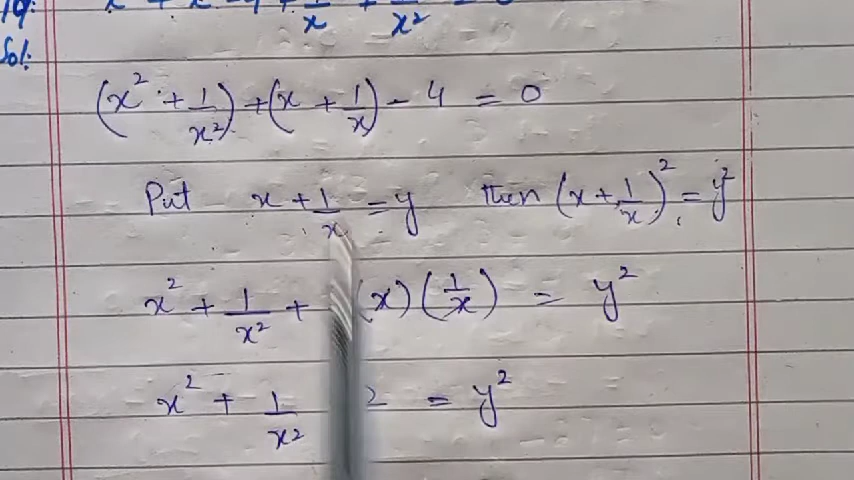 Sol:
(x² + 1/x²) + (x + 1/x) - 4 = 0
Put x + 1/x = y then (x + 1/x)² = y²
x² + 1/x² + (x)(1/x) = y²
x² + 1/x² 2 = y²